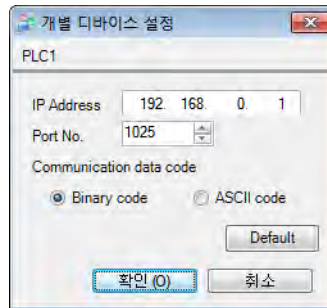 개별 디바이스 설정
PLC1
IP Address 192. 168. 0. 1
Port No. 1025
Communication data code
Binary code ASCII code
Default
확인 (O) 취소